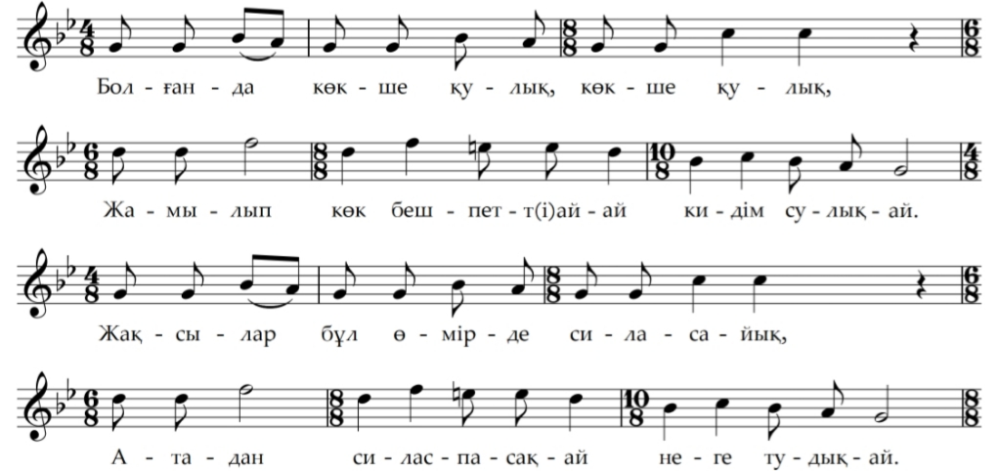 Бол - ған - да көк - ше қу - лық, көк - ше қу - лық,
Жа - мы - лып көк беш - пет - т(і)ай - ай ки - дім су - лық - ай.
Жақ - сы - лар бұл ө - мір - де си - ла - са - йық,
А - та - дан си - лас - па - сақ - ай не - ге ту - дық - ай.